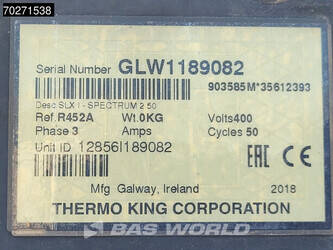 70271538
Serial Number GLW1189082
903585M*35612393
Desc SLX I - SPECTRUM 2 50
Ref. R452A Wt.0KG Volts400
Phase 3 Amps Cycles 50
Unit ID 12856I189082
EAC CE
Mfg Galway, Ireland 2018
THERMO KING CORPORATION
BAS WORLD